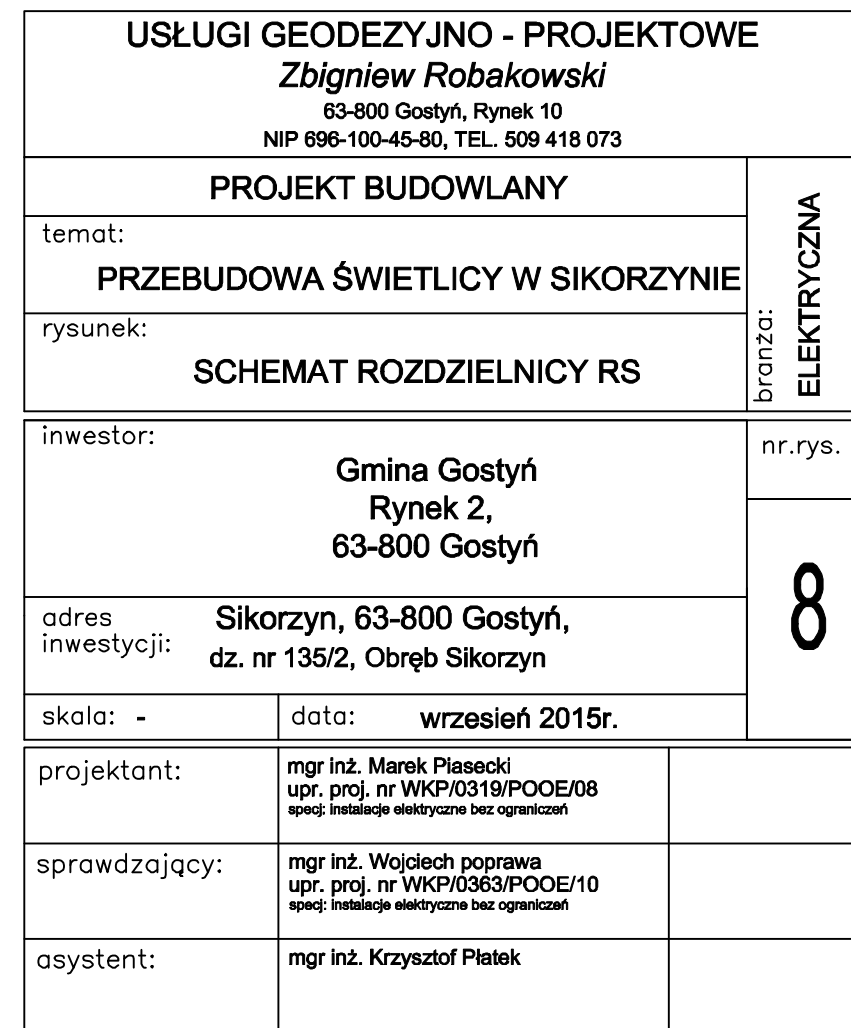 USŁUGI GEODEZYJNO - PROJEKTOWE
Zbigniew Robakowski
63-800 Gostyń, Rynek 10
NIP 696-100-45-80, TEL. 509 418 073
PROJEKT BUDOWLANY
temat:
PRZEBUDOWA ŚWIETLICY W SIKORZYNIE
rysunek:
SCHEMAT ROZDZIELNICY RS
branża:
ELEKTRYCZNA
inwestor:
Gmina Gostyń
Rynek 2,
63-800 Gostyń
nr.rys.
8
adres
inwestycji:
Sikorzyn, 63-800 Gostyń,
dz. nr 135/2, Obręb Sikorzyn
skala: -
data: wrzesień 2015r.
projektant:
mgr inż. Marek Piasecki
upr. proj. nr WKP/0319/POOE/08
specj: instalacje elektryczne bez ograniczeń
sprawdzający:
mgr inż. Wojciech poprawa
upr. proj. nr WKP/0363/POOE/10
specj: instalacje elektryczne bez ograniczeń
asystent:
mgr inż. Krzysztof Płatek